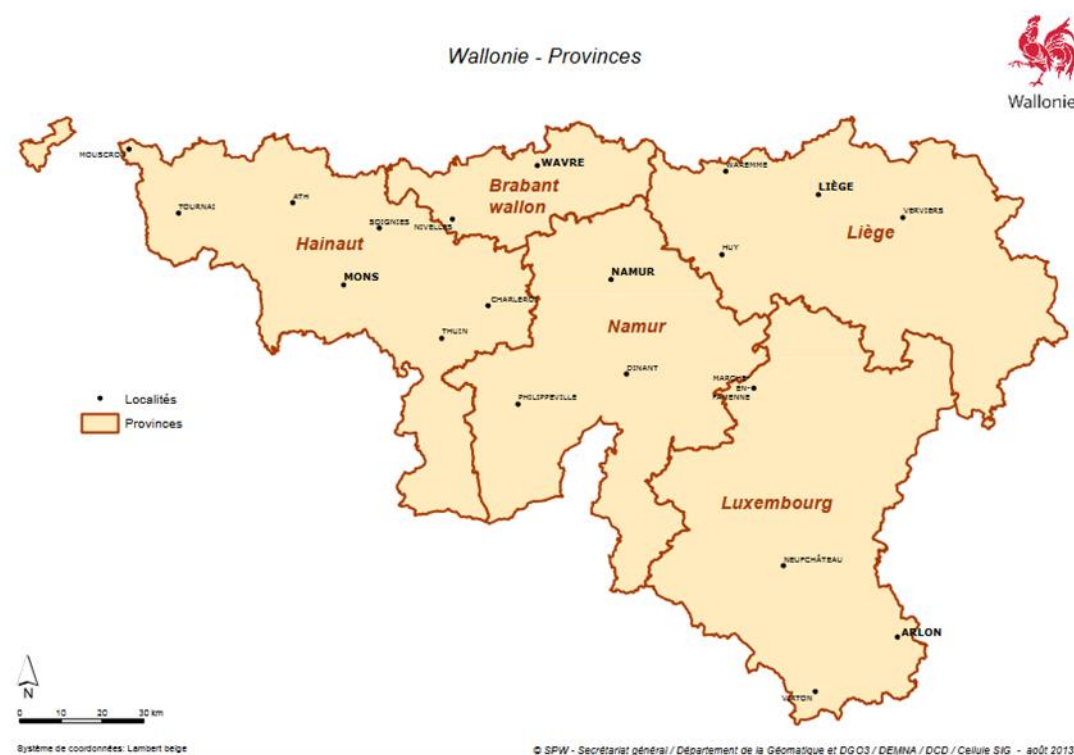 Wallonie - Provinces
Wallonie
MOUSCRON
WAVRE
WAREMME
Brabant
wallon
LIÈGE
ATH
TOURNAI
VERVIERS
SOIGNIES
NIVELLES
Liège
Hainaut
HUY
MONS
NAMUR
CHARLEROI
Namur
THUIN
DINANT
MARCHE-
EN-
FAMENNE
PHILIPPEVILLE
Localités
Provinces
Luxembourg
NEUFCHÂTEAU
ARLON
VIRTON
N
0 10 20 30 km
Système de coordonnées: Lambert belge
© SPW - Secrétariat général / Département de la Géomatique et DGO3 / DEMNA / DCD / Cellule SIG - août 2013